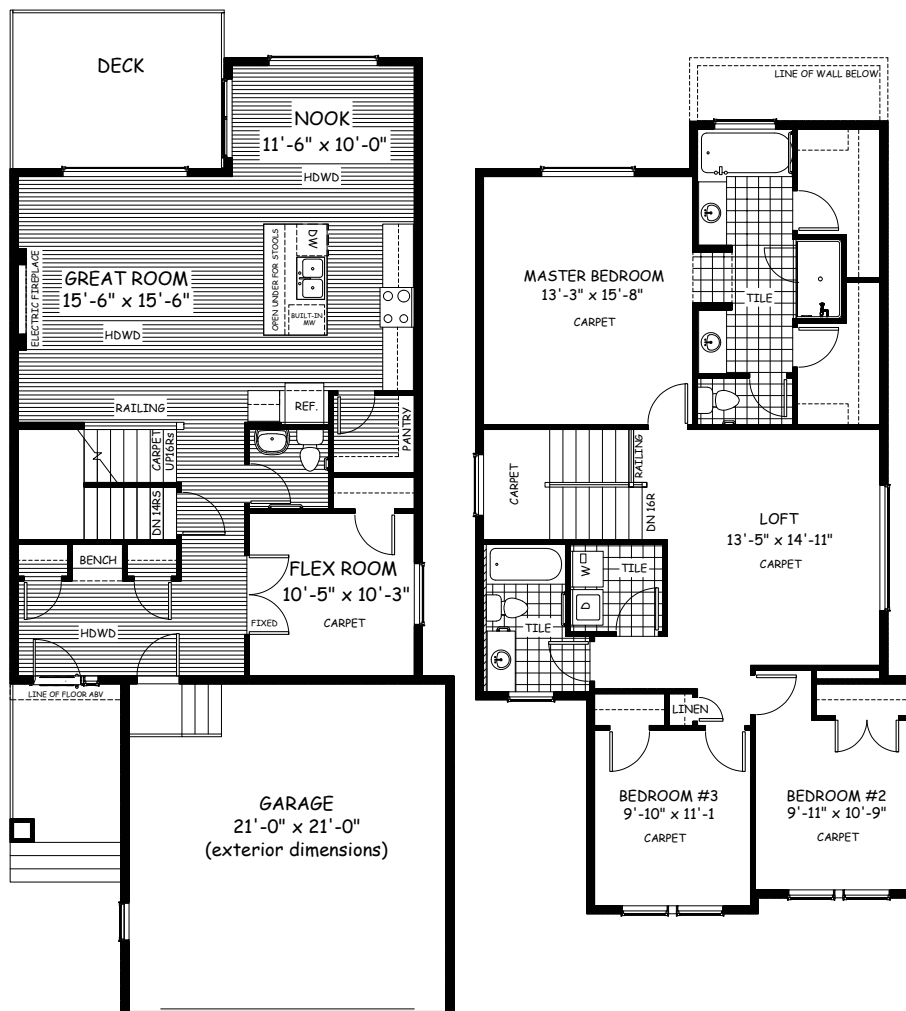 DECK
NOOK
11'-6" x 10'-0"
HDWD
GREAT ROOM
15'-6" x 15'-6"
HDWD
ELECTRIC FIREPLACE
OPEN UNDER FOR STOOLS
DW
BUILT-IN
MW
RAILING
REF.
PANTRY
CARPET
UP16Rs
DN 14RS
BENCH
FLEX ROOM
10'-5" x 10'-3"
CARPET
FIXED
HDWD
LINE OF FLOOR ABV
GARAGE
21'-0" x 21'-0"
(exterior dimensions)
LINE OF WALL BELOW
MASTER BEDROOM
13'-3" x 15'-8"
CARPET
TILE
CARPET
RAILING
DN 16R
LOFT
13'-5" x 14'-11"
CARPET
W
D
TILE
TILE
LINEN
BEDROOM #3
9'-10" x 11'-1
CARPET
BEDROOM #2
9'-11" x 10'-9"
CARPET